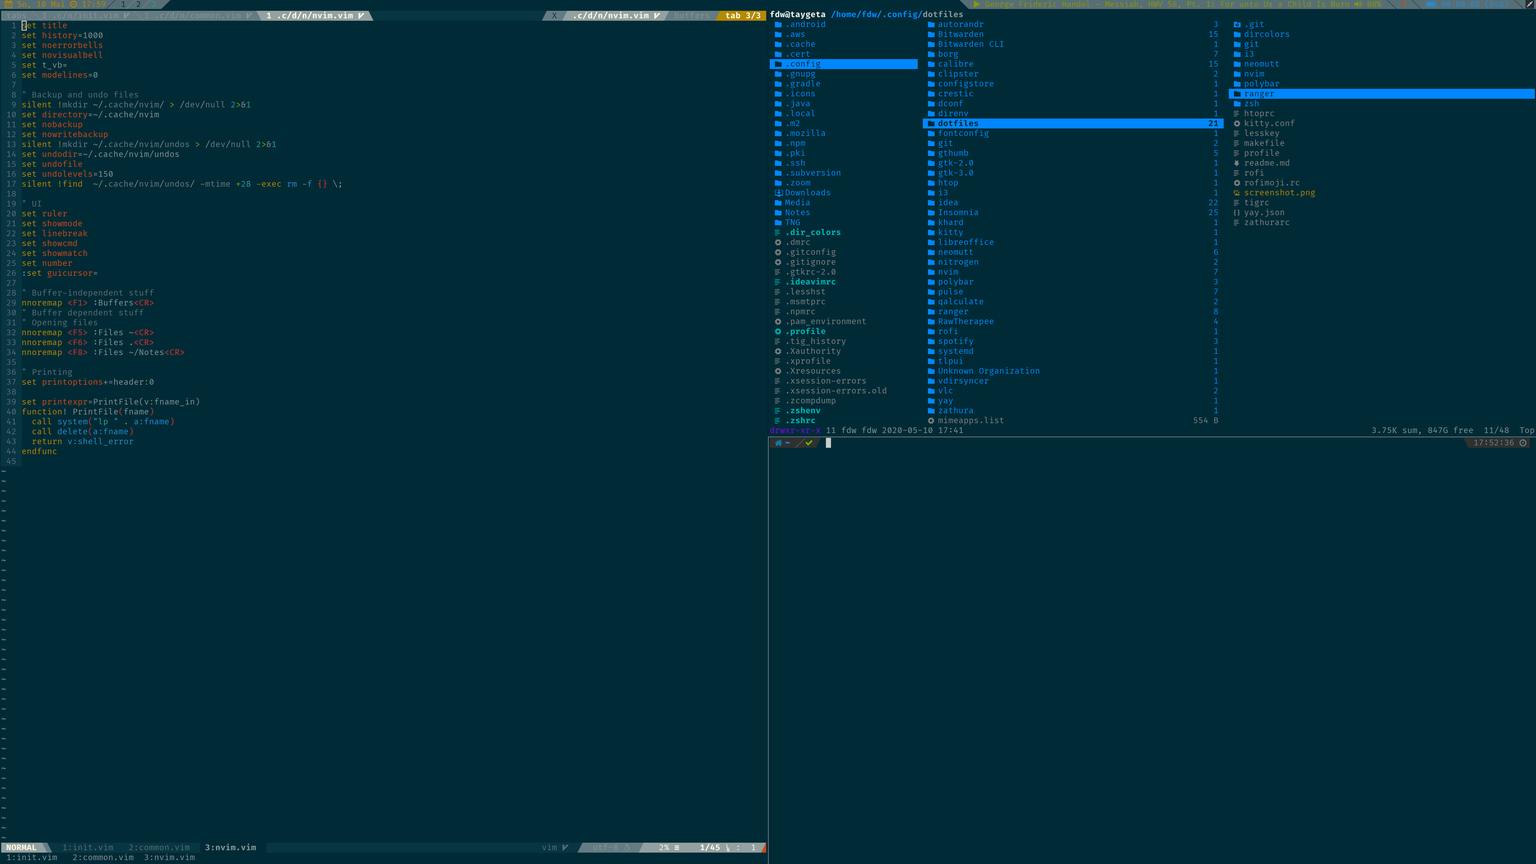 So, 10 Mai 17:59 1 2 3
George Frideric Handel – Messiah, HWV 56, Pt. 1: For unto Us a Child Is Born 80%
1 .c/d/n/nvim.vim
X .c/d/n/nvim.vim buffers tab 3/3
1 set title
2 set history=1000
3 set noerrorbells
4 set novisualbell
5 set t_vb=
6 set modelines=0
7
8 " Backup and undo files
9 silent !mkdir ~/.cache/nvim/ > /dev/null 2>&1
10 set directory=~/.cache/nvim
11 set nobackup
12 set nowritebackup
13 silent !mkdir ~/.cache/nvim/undos > /dev/null 2>&1
14 set undodir=~/.cache/nvim/undos
15 set undofile
16 set undolevels=150
17 silent !find  ~/.cache/nvim/undos/ -mtime +28 -exec rm -f {} \;
18
19 " UI
20 set ruler
21 set showmode
22 set linebreak
23 set showcmd
24 set showmatch
25 set number
26 :set guicursor=
27
28 " Buffer-independent stuff
29 nnoremap <F1> :Buffers<CR>
30 " Buffer dependent stuff
31 " Opening files
32 nnoremap <F5> :Files ~<CR>
33 nnoremap <F6> :Files .<CR>
34 nnoremap <F8> :Files ~/Notes<CR>
35
36 " Printing
37 set printoptions+=header:0
38
39 set printexpr=PrintFile(v:fname_in)
40 function! PrintFile(fname)
41   call system("lp " . a:fname)
42   call delete(a:fname)
43   return v:shell_error
44 endfunc
45
NORMAL 1:init.vim 2:common.vim 3:nvim.vim vim utf-8 2% 1/45 : 1
1:init.vim 2:common.vim 3:nvim.vim
fdw@taygeta /home/fdw/.config/dotfiles
.android
.aws
.cache
.cert
.config
.gnupg
.gradle
.icons
.java
.local
.m2
.mozilla
.npm
.pki
.ssh
.subversion
.zoom
Downloads
Media
Notes
TNG
.dir_colors
.dmrc
.gitconfig
.gitignore
.gtkrc-2.0
.ideavimrc
.lesshst
.msmtprc
.npmrc
.pam_environment
.profile
.tig_history
.Xauthority
.xprofile
.Xresources
.xsession-errors
.xsession-errors.old
.zcompdump
.zshenv
.zshrc
autorandr 3
Bitwarden 15
Bitwarden CLI 1
borg 7
calibre 15
clipster 2
configstore 1
crestic 1
dconf 1
direnv 1
dotfiles 21
fontconfig 1
git 2
gthumb 5
gtk-2.0 1
gtk-3.0 1
htop 1
i3 1
idea 22
Insomnia 25
khard 1
kitty 1
libreoffice 1
neomutt 6
nitrogen 2
nvim 7
polybar 3
pulse 7
qalculate 2
ranger 8
RawTherapee 4
rofi 1
spotify 3
systemd 1
tlpui 1
Unknown Organization 1
vdirsyncer 1
vlc 2
yay 1
zathura 1
mimeapps.list 554 B
.git
dircolors
git
i3
neomutt
nvim
polybar
ranger
zsh
htoprc
kitty.conf
lesskey
makefile
profile
readme.md
rofi
rofimoji.rc
screenshot.png
tigrc
yay.json
zathurarc
drwxr-xr-x 11 fdw fdw 2020-05-10 17:41 3.75K sum, 847G free 11/48 Top
~ 17:52:36